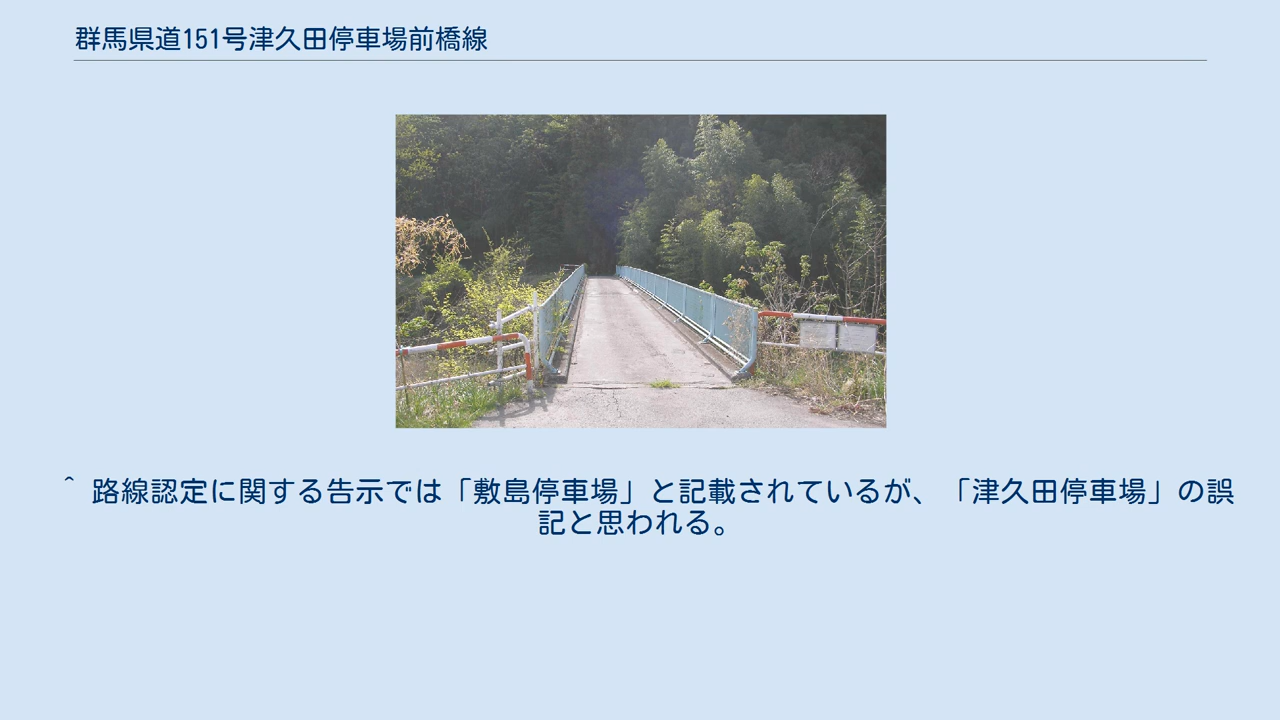 群馬県道151号津久田停車場前橋線
^ 路線認定に関する告示では「敷島停車場」と記載されているが、「津久田停車場」の誤
記と思われる。